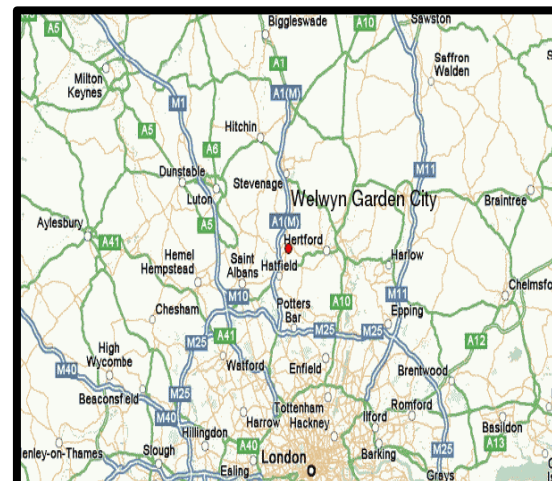 Biggleswade
A10
Sawston
A5
A5
Milton
Keynes
A1
Saffron
Walden
M1
A1(M)
Hitchin
A5
A6
M11
Dunstable
Luton
Stevenage
Welwyn Garden City
Braintree
A5
A1(M)
Aylesbury
A41
Hertford
Hemel
Hempstead
Saint
Albans
Hatfield
Harlow
M10
A10
M11
Chelmsfo
Chesham
Potters
Bar
Epping
M25
A41
M25
M25
A12
High
Wycombe
Watford
Enfield
Brentwood
M40
Beaconsfield
M25
Tottenham
Hackney
Romford
M40
Harrow
Ilford
Basildon
Hillingdon
M25
A13
enley-on-Thames
Slough
A40
Barking
Ealing
London
Grays